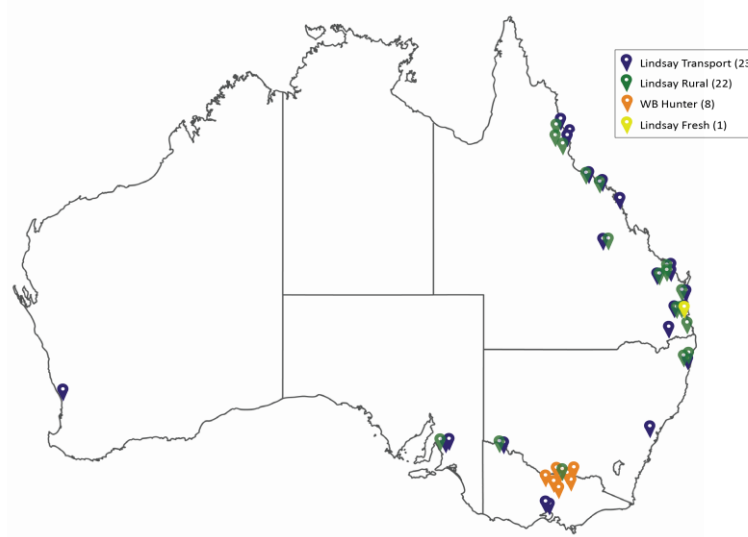 Lindsay Transport (23
Lindsay Rural (22)
WB Hunter (8)
Lindsay Fresh (1)